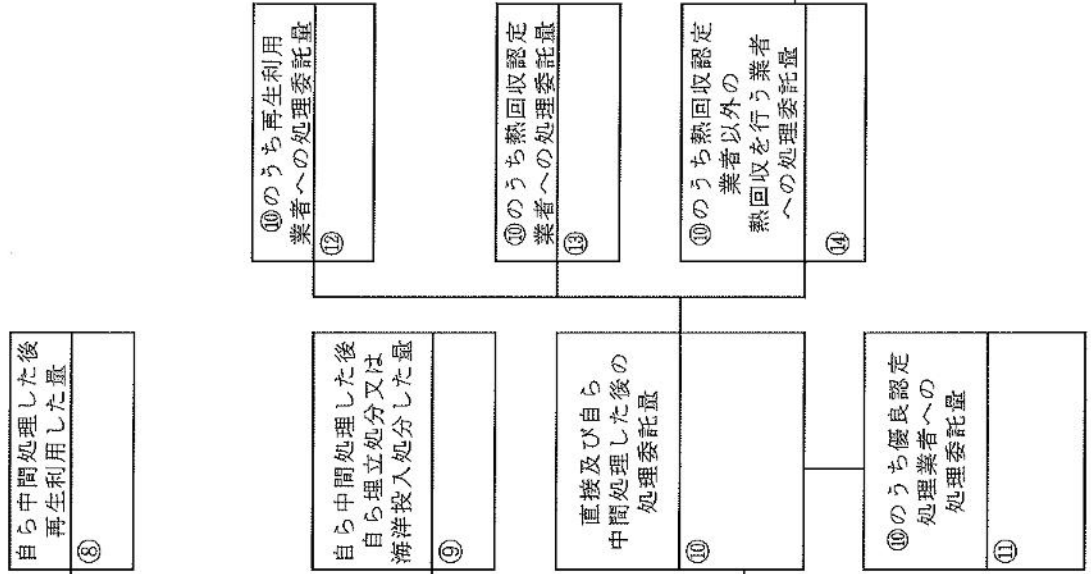 自ら中間処理した後
再生利用した量
⑧
自ら中間処理した後
自ら埋立処分又は
海洋投入処分した量
⑨
直接及び自ら
中間処理した後の
処理委託量
⑩
⑩のうち優良認定
処理業者への
処理委託量
⑪
⑩のうち再生利用
業者への処理委託量
⑫
⑩のうち熱回収認定
業者への処理委託量
⑬
⑩のうち熱回収認定
業者以外の
熱回収を行う業者
への処理委託量
⑭